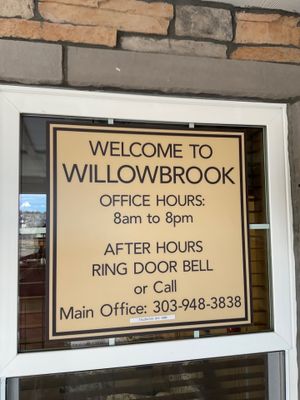 WELCOME TO
WILLOWBROOK
OFFICE HOURS:
8am to 8pm
AFTER HOURS
RING DOOR BELL
or Call
Main Office: 303-948-3838